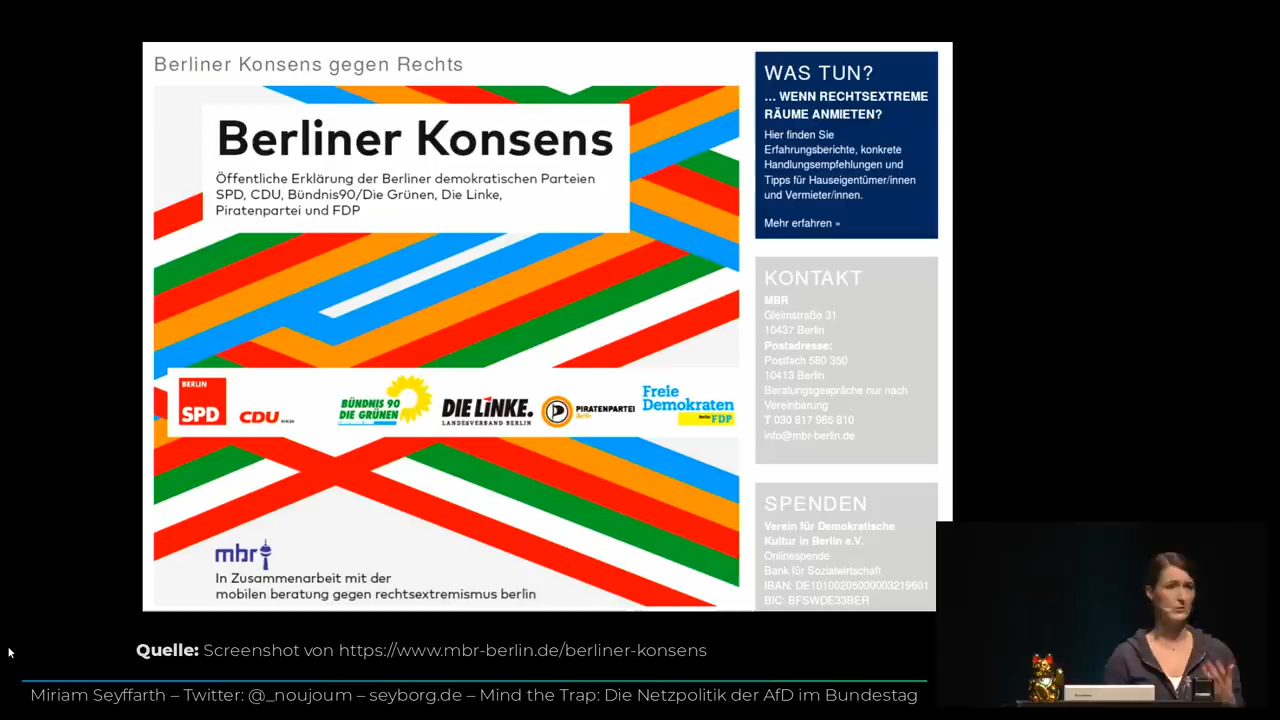 Berliner Konsens gegen Rechts
Berliner Konsens
Öffentliche Erklärung der Berliner demokratischen Parteien
SPD, CDU, Bündnis90/Die Grünen, Die Linke,
Piratenpartei und FDP
BERLIN
SPD
CDU
BERLIN
BÜNDNIS 90
DIE GRÜNEN
DIE LINKE.
LANDESVERBAND BERLIN
PIRATENPARTEI
Berlin
Freie
Demokraten
Berlin FDP
mbr
In Zusammenarbeit mit der
mobilen beratung gegen rechtsextremismus berlin
WAS TUN?
... WENN RECHTSEXTREME
RÄUME ANMIETEN?
Hier finden Sie
Erfahrungsberichte, konkrete
Handlungsempfehlungen und
Tipps für Hauseigentümer/innen
und Vermieter/innen.
Mehr erfahren »
KONTAKT
MBR
Gleimstraße 31
10437 Berlin
Postadresse:
Postfach 580 350
10413 Berlin
Beratungsgespräche nur nach
Vereinbarung
T 030 817 985 810
info@mbr-berlin.de
SPENDEN
Verein für Demokratische
Kultur in Berlin e.V.
Onlinespende
Bank für Sozialwirtschaft
IBAN: DE10100205000003219601
BIC: BFSWDE33BER
Quelle: Screenshot von https://www.mbr-berlin.de/berliner-konsens
Miriam Seyffarth – Twitter: @_noujoum – seyborg.de – Mind the Trap: Die Netzpolitik der AfD im Bundestag